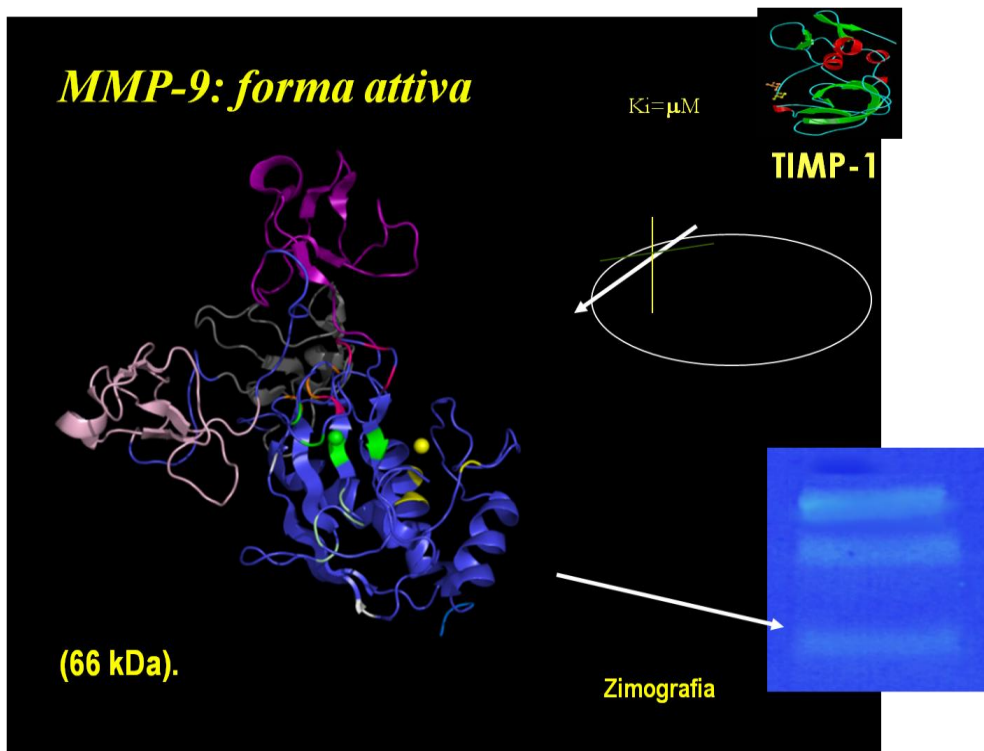 MMP-9: forma attiva
Ki=μM
TIMP-1
(66 kDa).
Zimografia